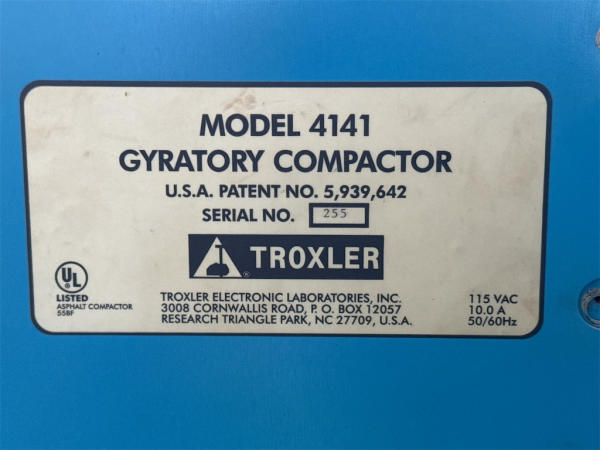 MODEL 4141
GYRATORY COMPACTOR
U.S.A. PATENT NO. 5,939,642
SERIAL NO. 255
® TROXLER
UL
LISTED
ASPHALT COMPACTOR
55BF
TROXLER ELECTRONIC LABORATORIES, INC.
3008 CORNWALLIS ROAD, P. O. BOX 12057
RESEARCH TRIANGLE PARK, NC 27709, U.S.A.
115 VAC
10.0 A
50/60Hz